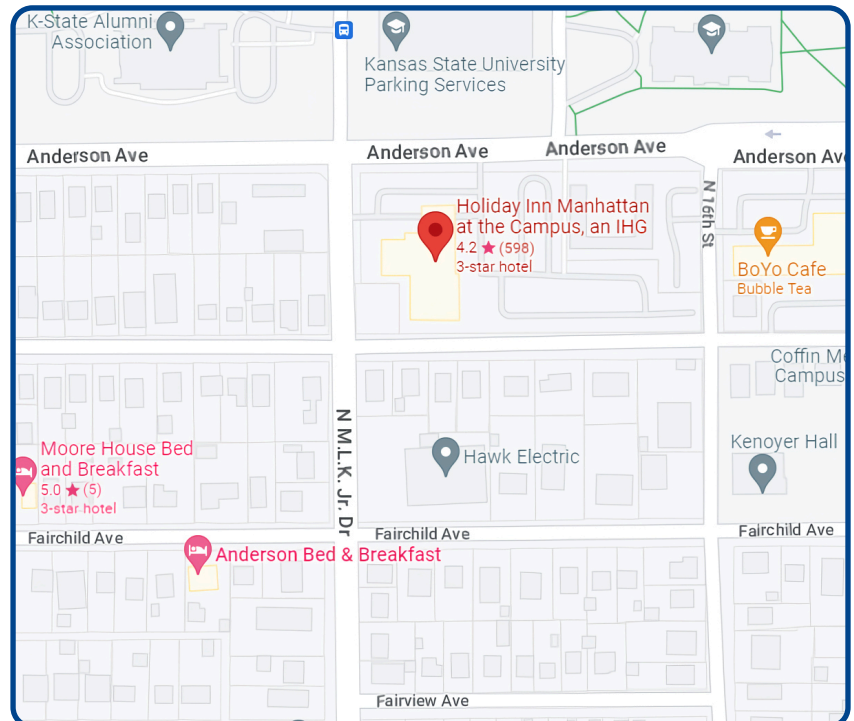 K-State Alumni
Association
Kansas State University
Parking Services
Anderson Ave
Anderson Ave
Anderson Ave
Anderson Av
N 16th St
Holiday Inn Manhattan
at the Campus, an IHG
4.2 ★ (598)
3-star hotel
BoYo Cafe
Bubble Tea
Coffin Me
Campus
N M.L.K. Jr. Dr
Moore House Bed
and Breakfast
5.0 ★ (5)
3-star hotel
Hawk Electric
Kenoyer Hall
Fairchild Ave
Fairchild Ave
Fairchild Ave
Anderson Bed & Breakfast
Fairview Ave